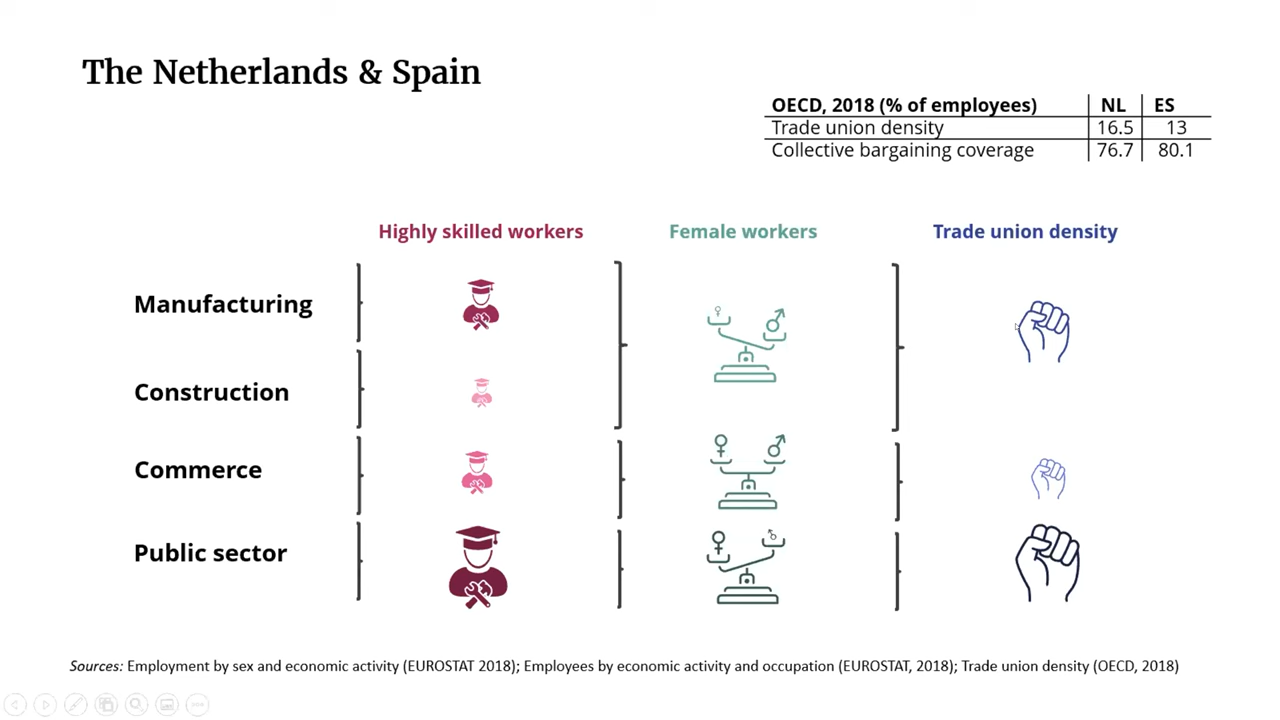 The Netherlands & Spain
OECD, 2018 (% of employees) NL ES
Trade union density 16.5 13
Collective bargaining coverage 76.7 80.1
Highly skilled workers Female workers Trade union density
Manufacturing
Construction
Commerce
Public sector
Sources: Employment by sex and economic activity (EUROSTAT 2018); Employees by economic activity and occupation (EUROSTAT, 2018); Trade union density (OECD, 2018)